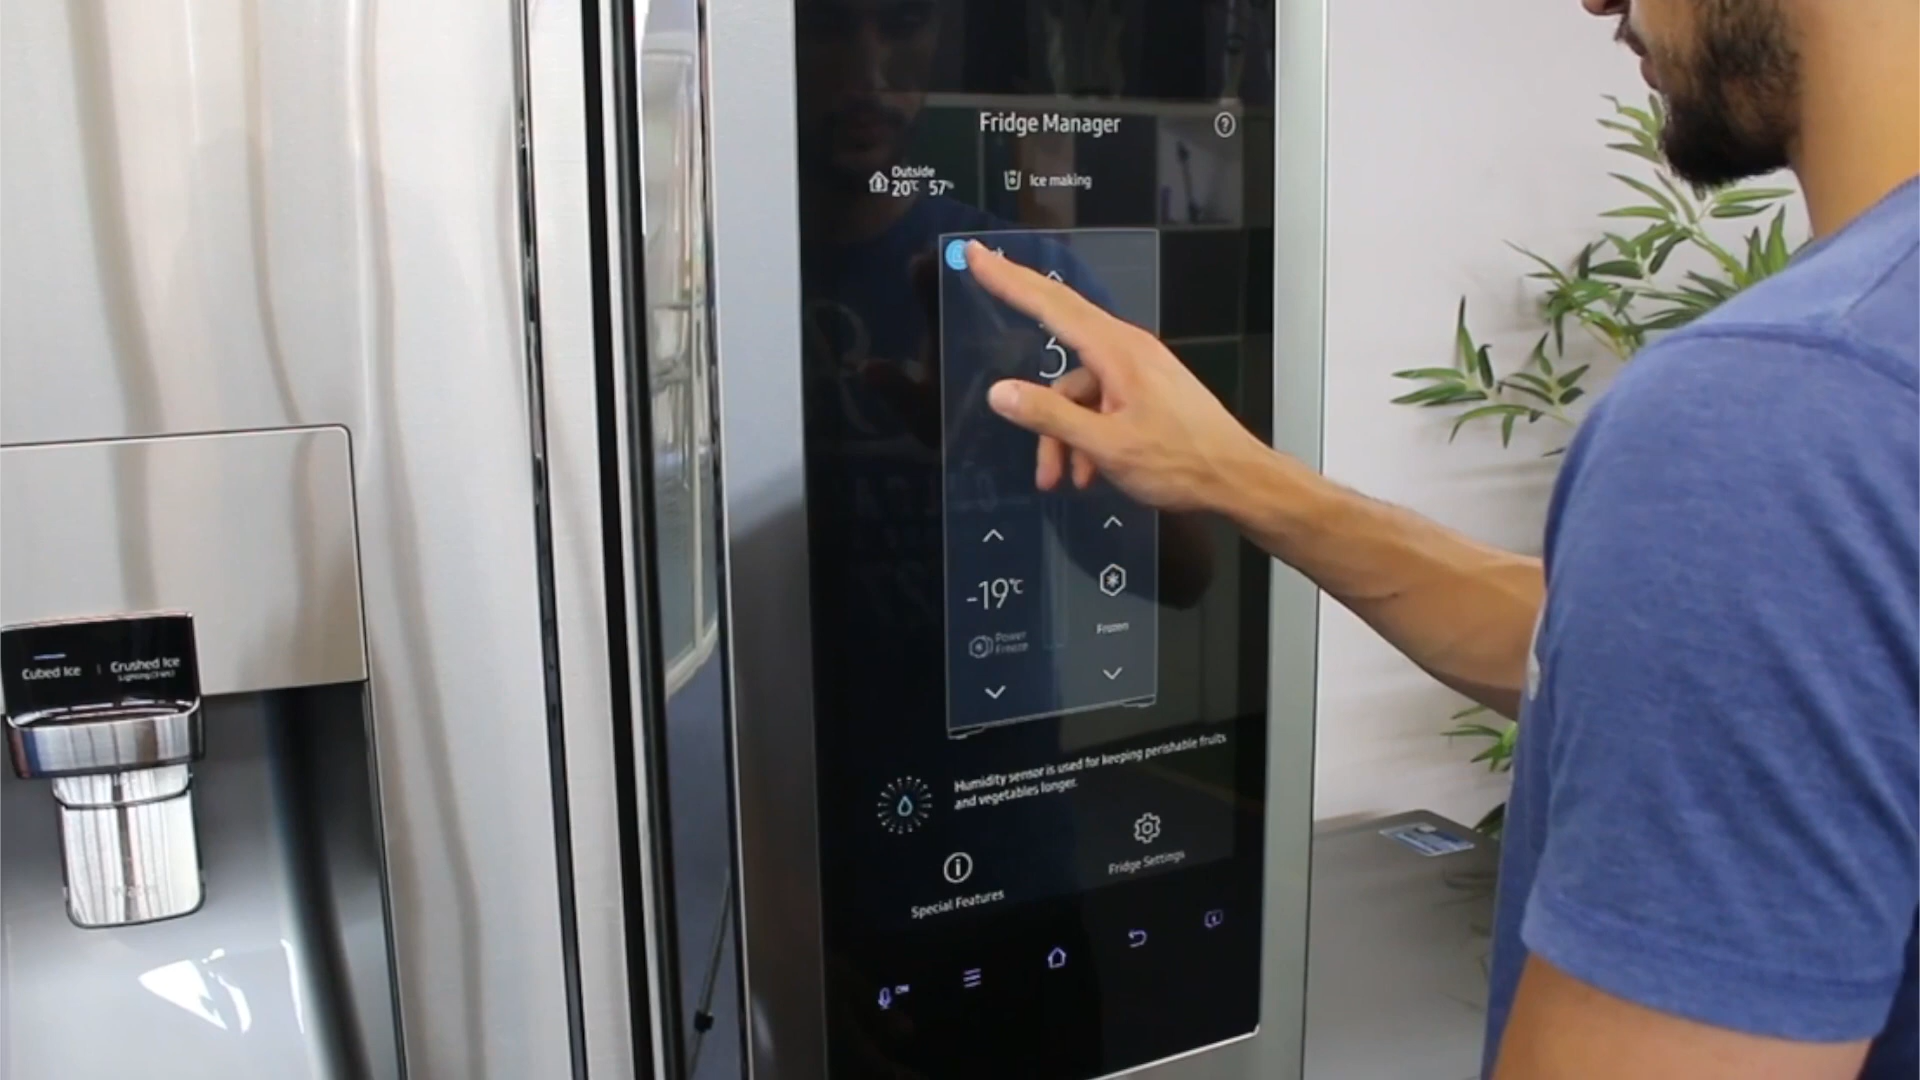 Fridge Manager
Outside
20℃ 57%
Ice making
3
-19℃
Power
Freeze
Frozen
Humidity sensor is used for keeping perishable fruits
and vegetables longer.
Special Features
Fridge Settings
ON
Cubed Ice
Crushed Ice